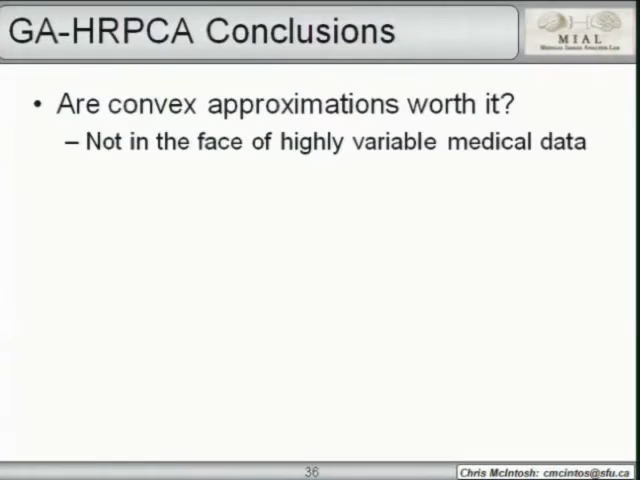 GA-HRPCA Conclusions
MIAL
Medical Image Analysis Lab
• Are convex approximations worth it?
– Not in the face of highly variable medical data
36
Chris McIntosh: cmcintos@sfu.ca